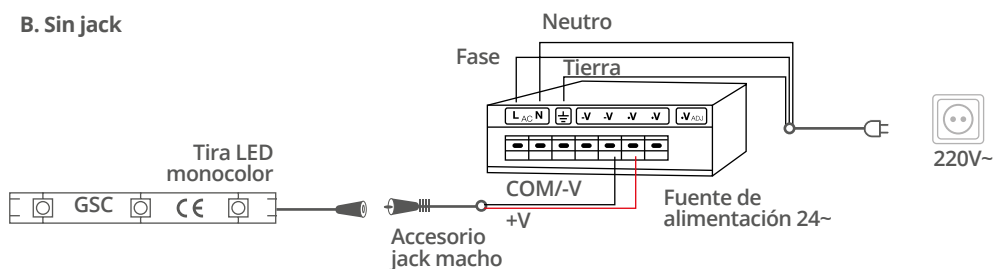 B. Sin jack
Neutro
Fase
Tierra
L AC N -V -V -V -V -V ADJ
220V~
Tira LED
monocolor
GSC CE
COM/-V
+V
Fuente de
alimentación 24~
Accesorio
jack macho